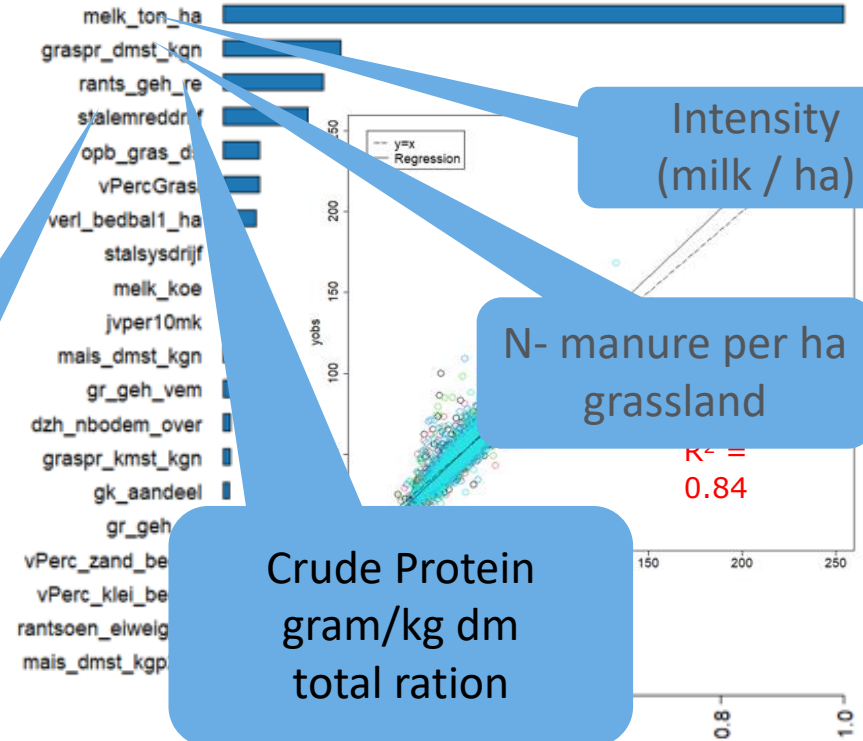 melk_ton_ha
graspr_dmst_kgn
rants_geh_re
stalemreddrijf
opb_gras_d
vPercGras
verl_bedbal1_ha
stalsysdrijf
melk_koe
jvper10mk
mais_dmst_kgn
gr_geh_vem
dzh_nbodem_over
graspr_kmst_kgn
gk_aandeel
gr_geh
vPerc_zand_be
vPerc_klei_be
rantsoen_eiweig
mais_dmst_kgp
y=x
Regression
yobs
250
200
150
100
150
200
250
R² =
0.84
Intensity
(milk / ha)
N- manure per ha
grassland
Crude Protein
gram/kg dm
total ration
0.8
1.0